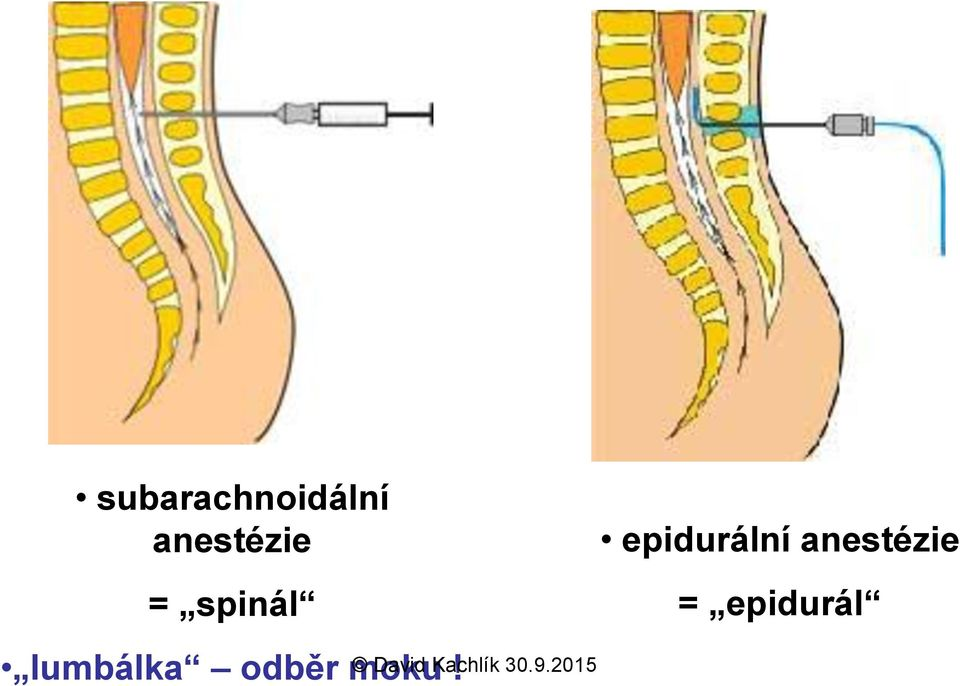 • subarachnoidální
anestézie
= „spinál“
• epidurální anestézie
= „epidurál“
• „lumbálka“ – odběr moku !
© David Kachlík 30.9.2015